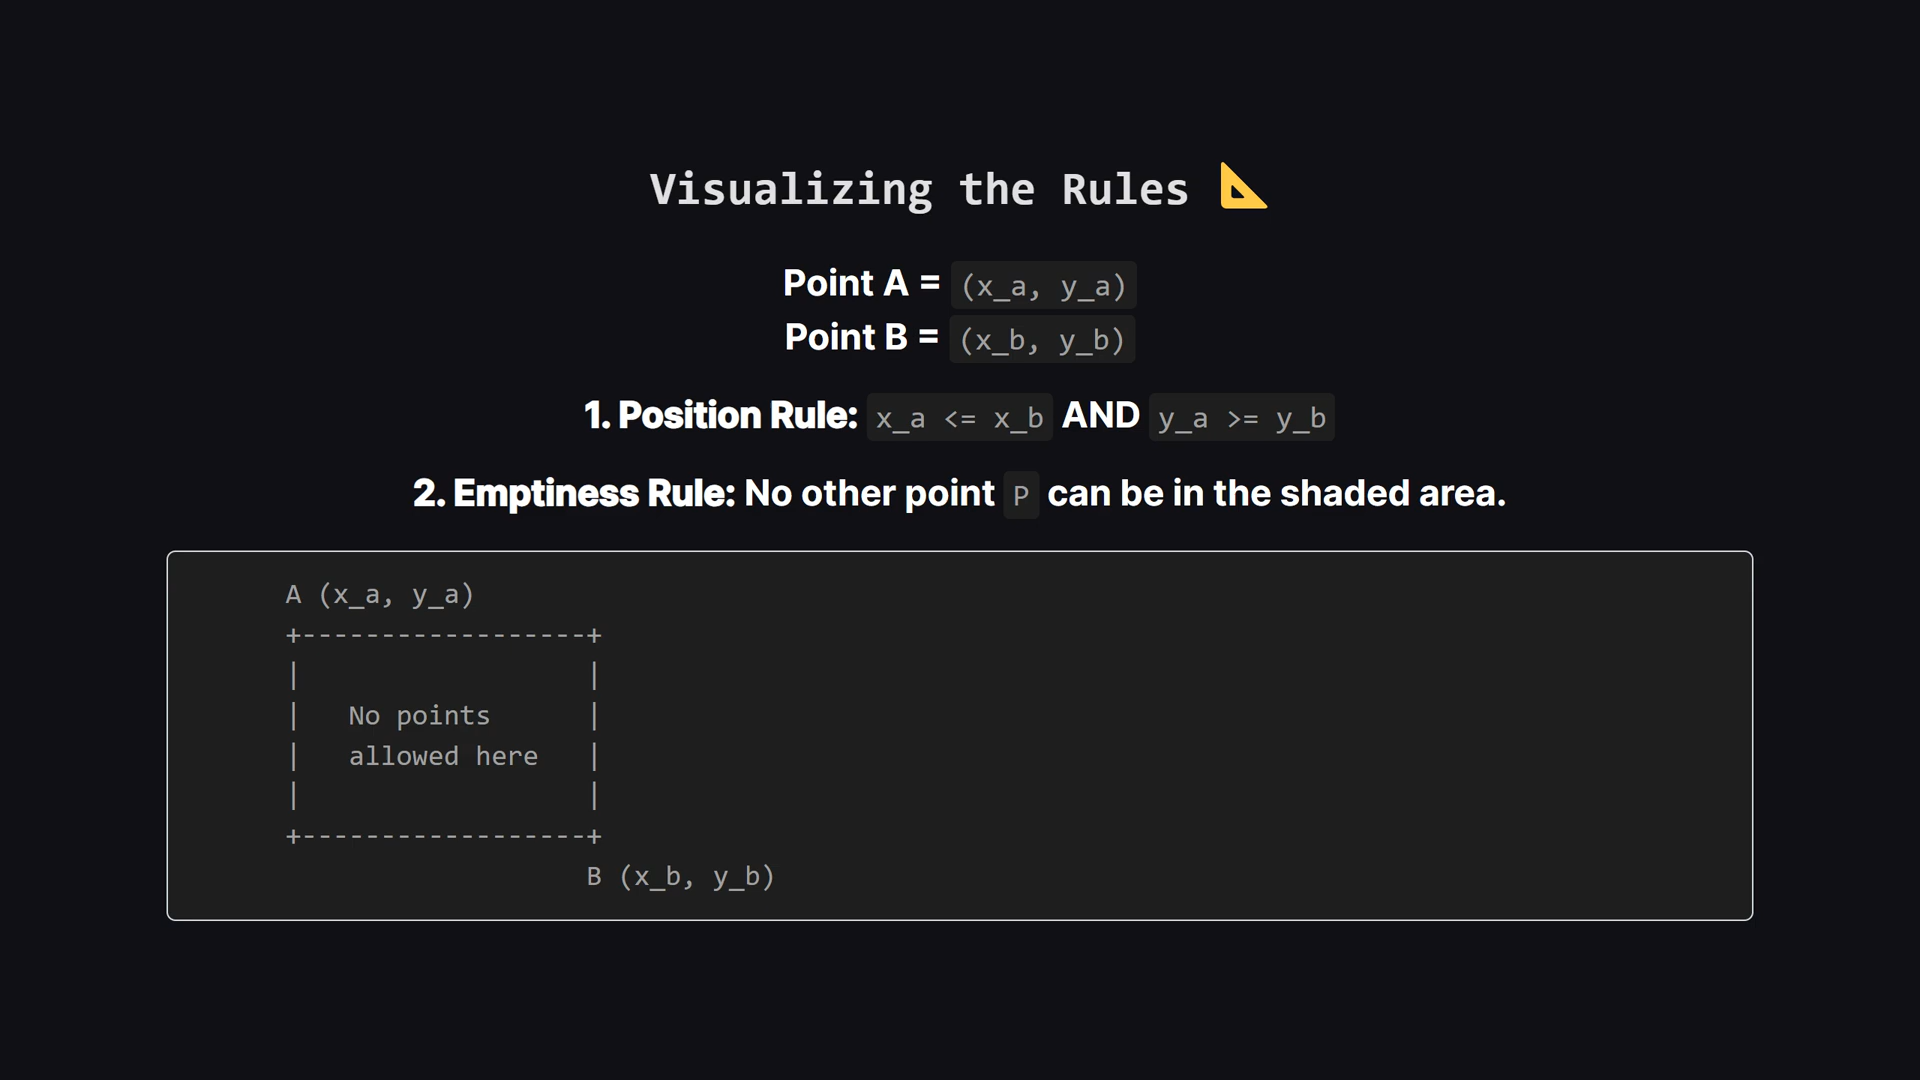 Visualizing the Rules 📐
Point A = (x_a, y_a)
Point B = (x_b, y_b)
1. Position Rule: x_a <= x_b AND y_a >= y_b
2. Emptiness Rule: No other point P can be in the shaded area.
A (x_a, y_a)
+------------------+
|                  |
|   No points      |
|   allowed here   |
|                  |
+------------------+
B (x_b, y_b)